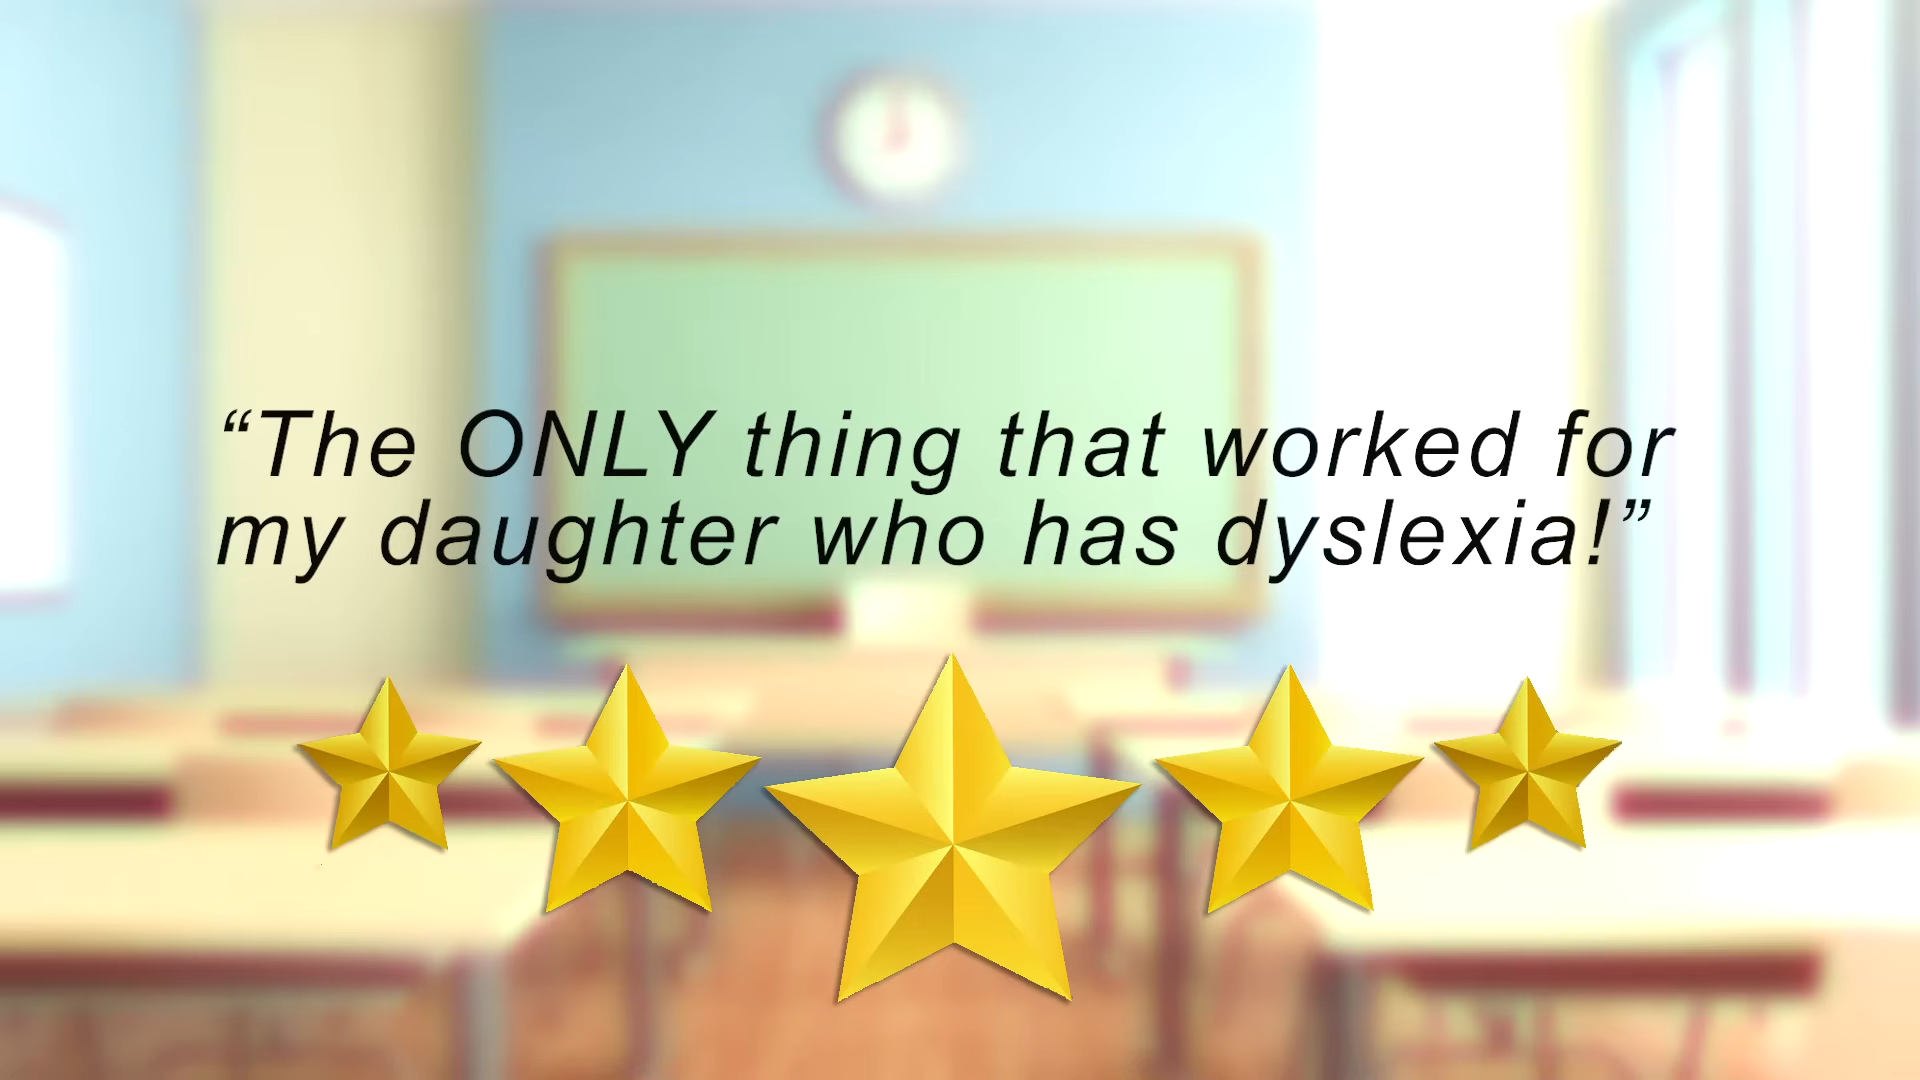 “The ONLY thing that worked for
my daughter who has dyslexia!”